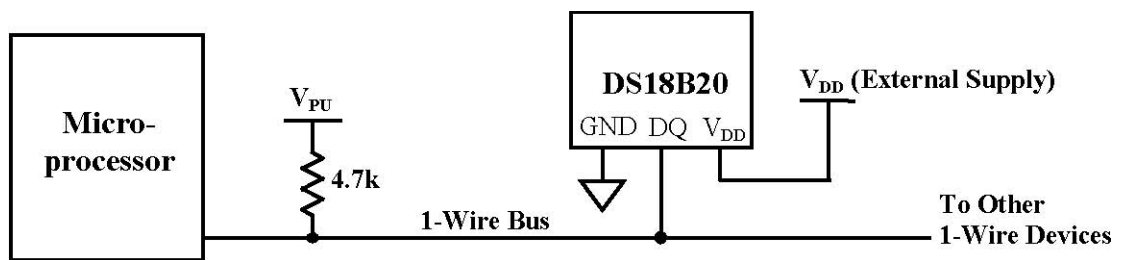 Micro-
processor
VPU
4.7k
1-Wire Bus
DS18B20
GND DQ VDD
VDD (External Supply)
To Other
1-Wire Devices